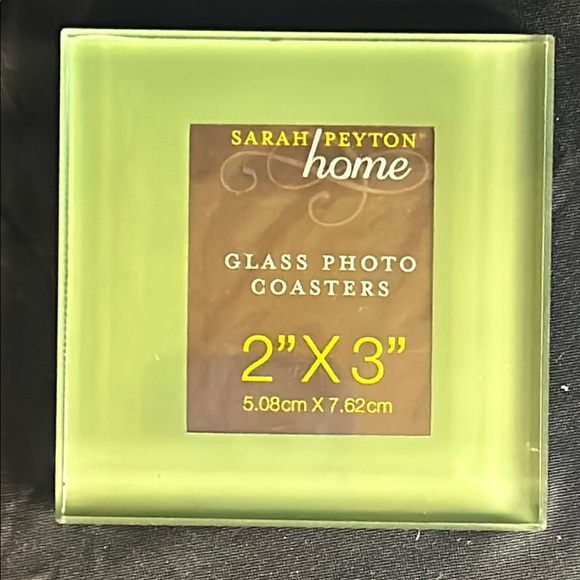 SARAH PEYTON
home
GLASS PHOTO
COASTERS
2”X3”
5.08cm X 7.62cm